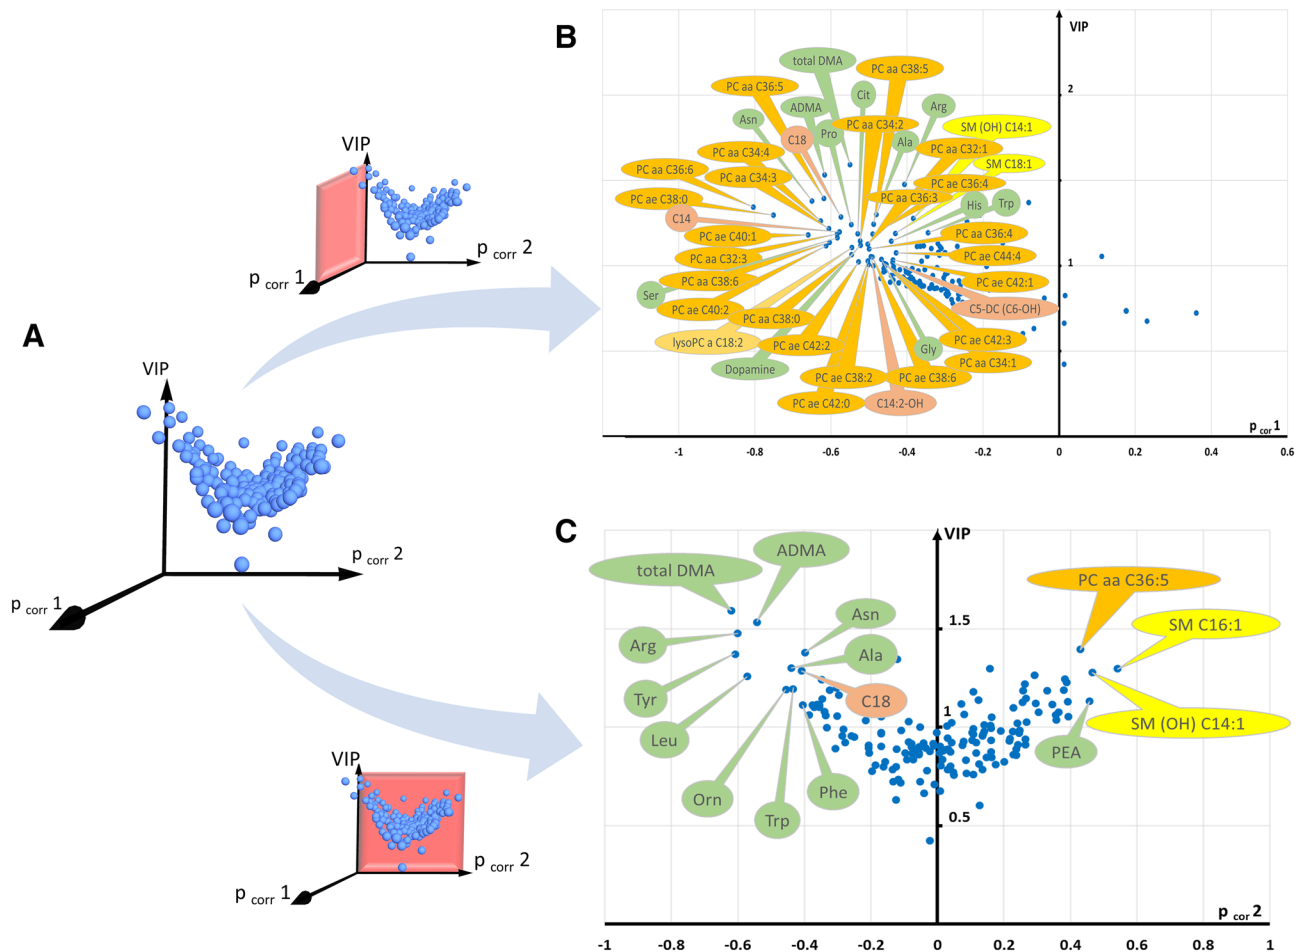 A
VIP
p corr 2
p corr 1
VIP
p corr 2
p corr 1
VIP
p corr 2
p corr 1
B
VIP
total DMA
PC aa C38:5
PC aa C36:5
Cit
ADMA
Arg
Asn
PC aa C34:2
SM (OH) C14:1
C18
Pro
Ala
PC aa C32:1
PC aa C34:4
SM C18:1
PC aa C36:6
PC aa C34:3
PC ae C36:4
PC ae C38:0
PC aa C36:3
His
Trp
C14
PC ae C40:1
PC aa C36:4
PC aa C32:3
PC ae C44:4
PC aa C38:6
PC ae C42:1
Ser
PC ae C40:2
PC aa C38:0
C5-DC (C6-OH)
lysoPC a C18:2
PC ae C42:2
PC ae C42:3
Gly
PC aa C34:1
Dopamine
PC ae C38:2
PC ae C38:6
PC ae C42:0
C14:2-OH
2
1
p cor 1
-1
-0.8
-0.6
-0.4
-0.2
0
0.2
0.4
0.6
C
VIP
ADMA
total DMA
PC aa C36:5
Asn
SM C16:1
Arg
Ala
Tyr
C18
SM (OH) C14:1
Leu
PEA
Orn
Phe
Trp
1.5
1
0.5
p cor 2
-1
-0.8
-0.6
-0.4
-0.2
0
0.2
0.4
0.6
0.8
1